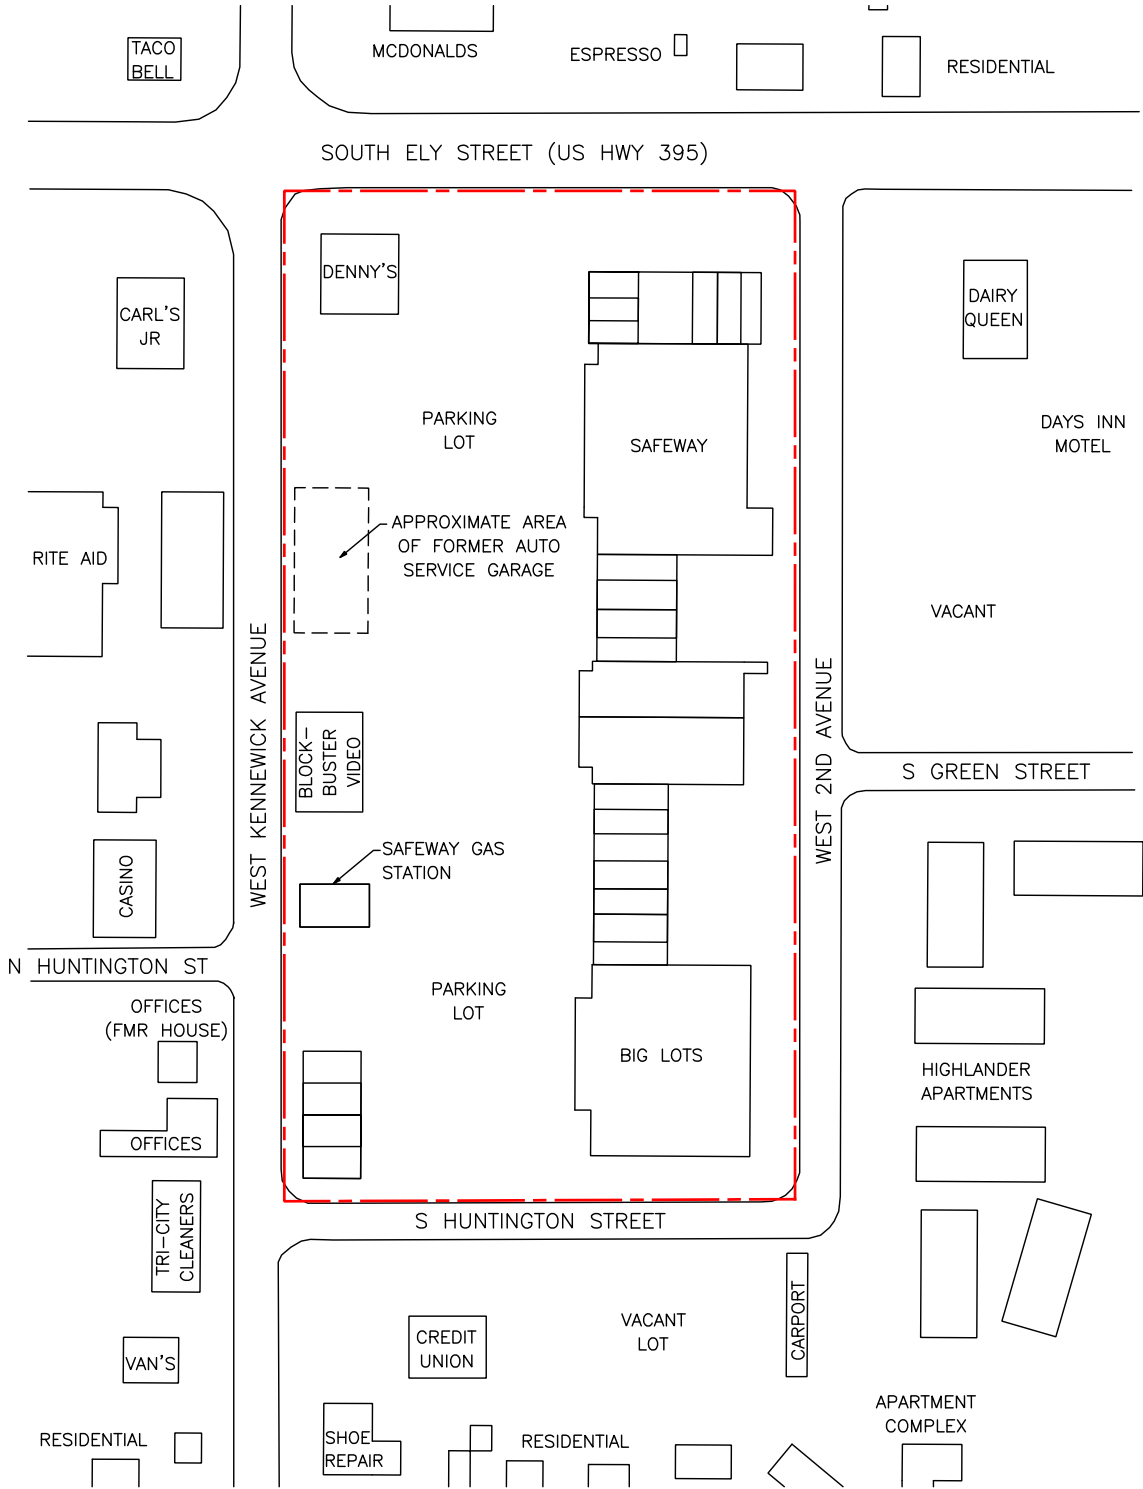 TACO
BELL
MCDONALDS
ESPRESSO
RESIDENTIAL
SOUTH ELY STREET (US HWY 395)
DENNY'S
CARL'S
JR
DAIRY
QUEEN
PARKING
LOT
SAFEWAY
DAYS INN
MOTEL
RITE AID
APPROXIMATE AREA
OF FORMER AUTO
SERVICE GARAGE
VACANT
WEST KENNEWICK AVENUE
BLOCK-
BUSTER
VIDEO
WEST 2ND AVENUE
S GREEN STREET
SAFEWAY GAS
STATION
CASINO
N HUNTINGTON ST
OFFICES
(FMR HOUSE)
PARKING
LOT
BIG LOTS
HIGHLANDER
APARTMENTS
OFFICES
TRI-CITY
CLEANERS
S HUNTINGTON STREET
VAN'S
CREDIT
UNION
VACANT
LOT
CARPORT
APARTMENT
COMPLEX
RESIDENTIAL
SHOE
REPAIR
RESIDENTIAL